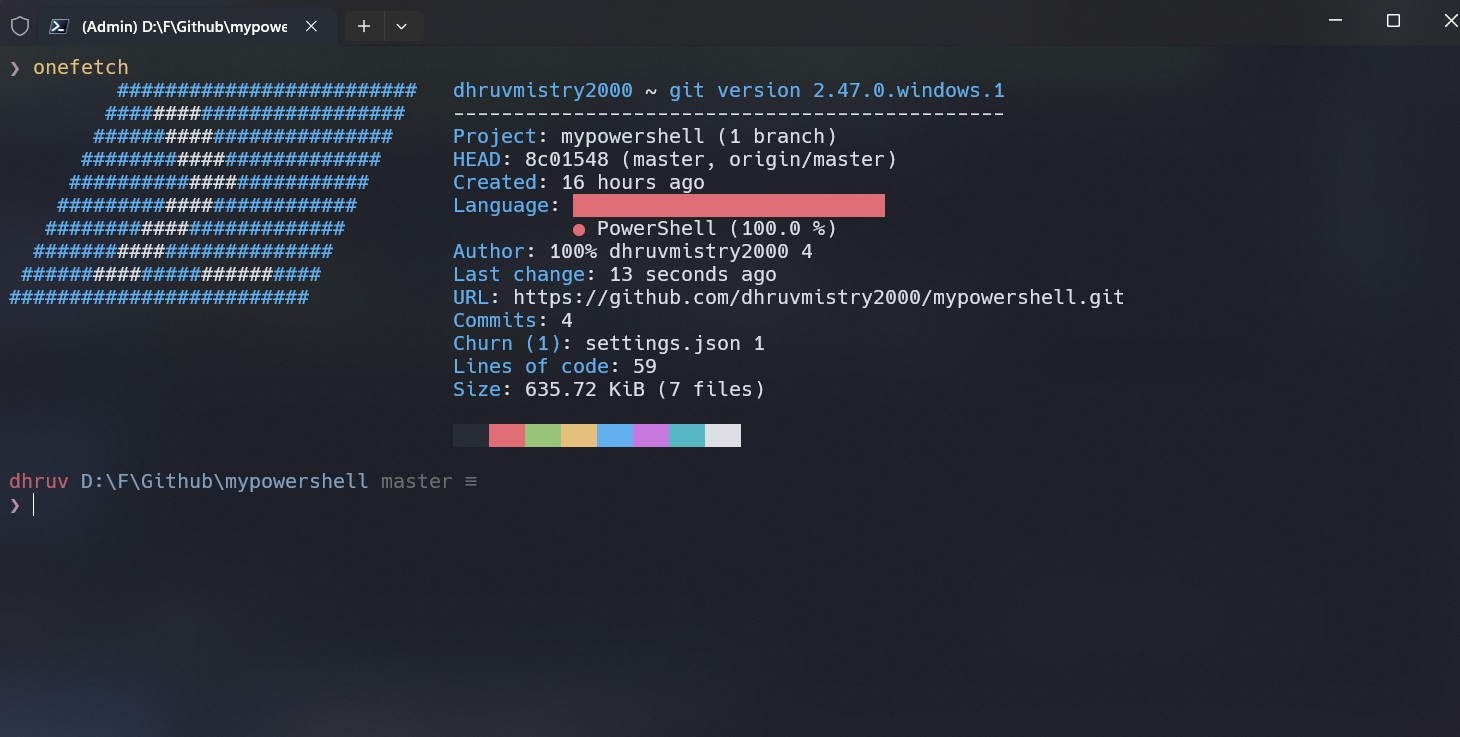 (Admin) D:\F\Github\mypowe
❯ onefetch
         #########################   dhruvmistry2000 ~ git version 2.47.0.windows.1
        #########################    ----------------------------------------------
       #########################     Project: mypowershell (1 branch)
      #########################      HEAD: 8c01548 (master, origin/master)
     #########################       Created: 16 hours ago
    #########################        Language:
   #########################                   ● PowerShell (100.0 %)
  #########################          Author: 100% dhruvmistry2000 4
 #########################           Last change: 13 seconds ago
#########################            URL: https://github.com/dhruvmistry2000/mypowershell.git
                                     Commits: 4
                                     Churn (1): settings.json 1
                                     Lines of code: 59
                                     Size: 635.72 KiB (7 files)
dhruv D:\F\Github\mypowershell master ≡
❯